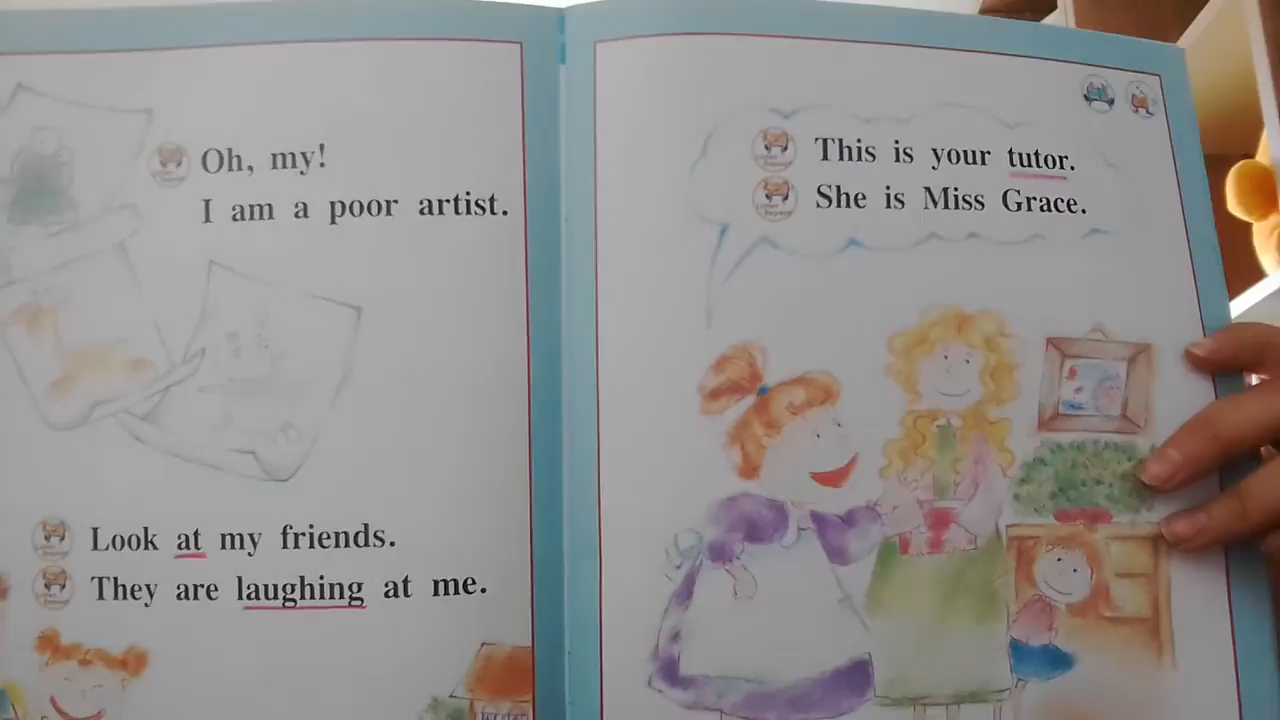 Oh, my!
I am a poor artist.
Look at my friends.
They are laughing at me.
This is your tutor.
She is Miss Grace.